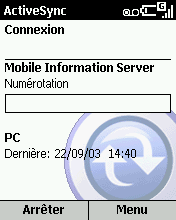 ActiveSync
Connexion
Mobile Information Server
Numérotation
PC
Dernière: 22/09/03 14:40
Arrêter Menu